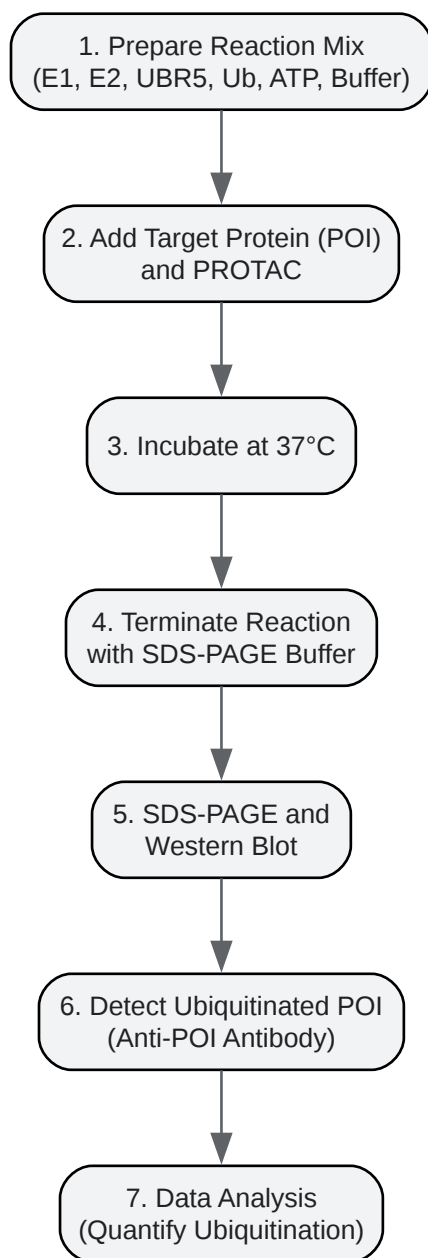 1. Prepare Reaction Mix
(E1, E2, UBR5, Ub, ATP, Buffer)
2. Add Target Protein (POI)
and PROTAC
3. Incubate at 37°C
4. Terminate Reaction
with SDS-PAGE Buffer
5. SDS-PAGE and
Western Blot
6. Detect Ubiquitinated POI
(Anti-POI Antibody)
7. Data Analysis
(Quantify Ubiquitination)